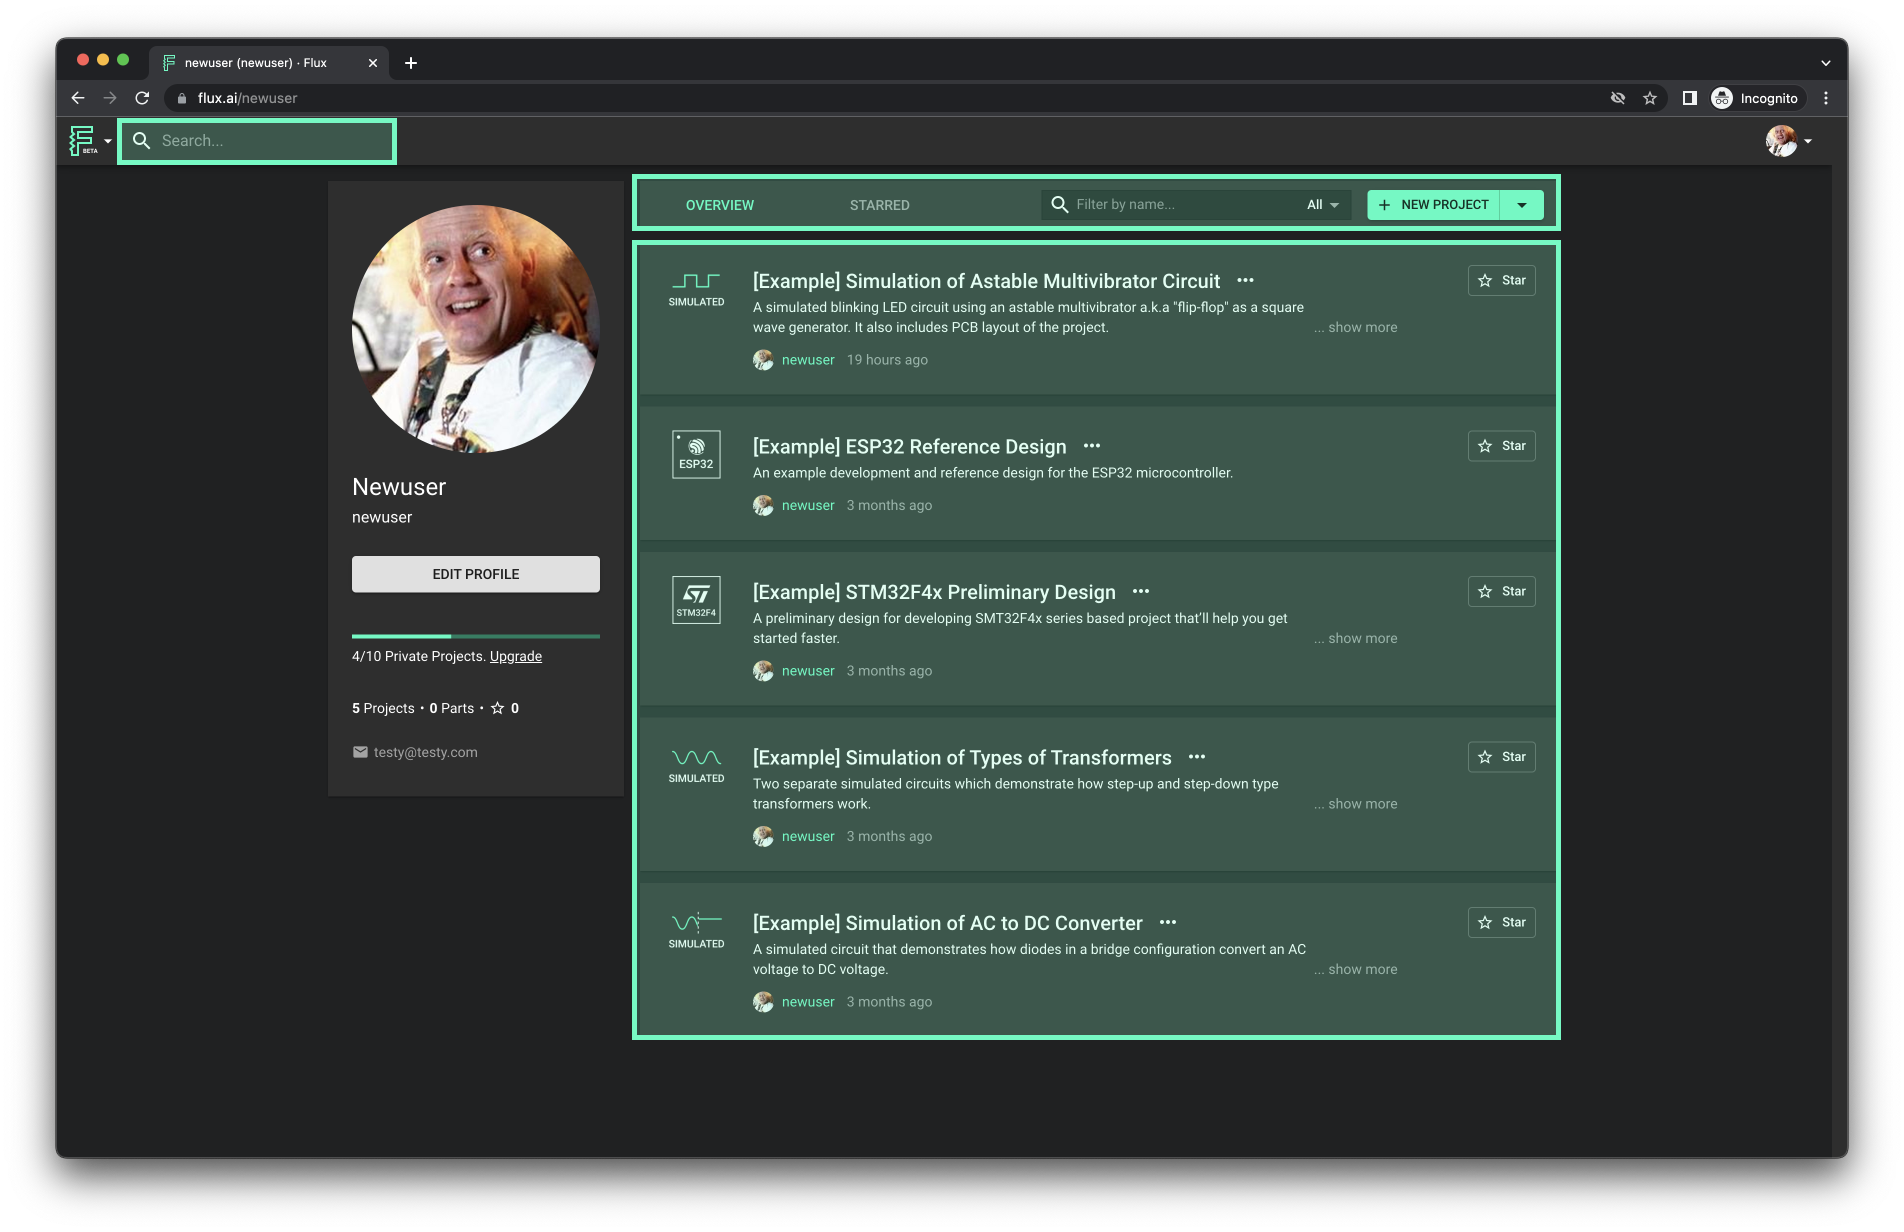 newuser (newuser) · Flux
flux.ai/newuser
Incognito
BETA
Search...
OVERVIEW
STARRED
Filter by name...
All
NEW PROJECT
Newuser
newuser
EDIT PROFILE
4/10 Private Projects. Upgrade
5 Projects • 0 Parts • 0
testy@testy.com
SIMULATED
[Example] Simulation of Astable Multivibrator Circuit
Star
A simulated blinking LED circuit using an astable multivibrator a.k.a "flip-flop" as a square
wave generator. It also includes PCB layout of the project.
... show more
newuser 19 hours ago
ESP32
[Example] ESP32 Reference Design
Star
An example development and reference design for the ESP32 microcontroller.
newuser 3 months ago
STM32F4
[Example] STM32F4x Preliminary Design
Star
A preliminary design for developing SMT32F4x series based project that'll help you get
started faster.
... show more
newuser 3 months ago
SIMULATED
[Example] Simulation of Types of Transformers
Star
Two separate simulated circuits which demonstrate how step-up and step-down type
transformers work.
... show more
newuser 3 months ago
SIMULATED
[Example] Simulation of AC to DC Converter
Star
A simulated circuit that demonstrates how diodes in a bridge configuration convert an AC
voltage to DC voltage.
... show more
newuser 3 months ago